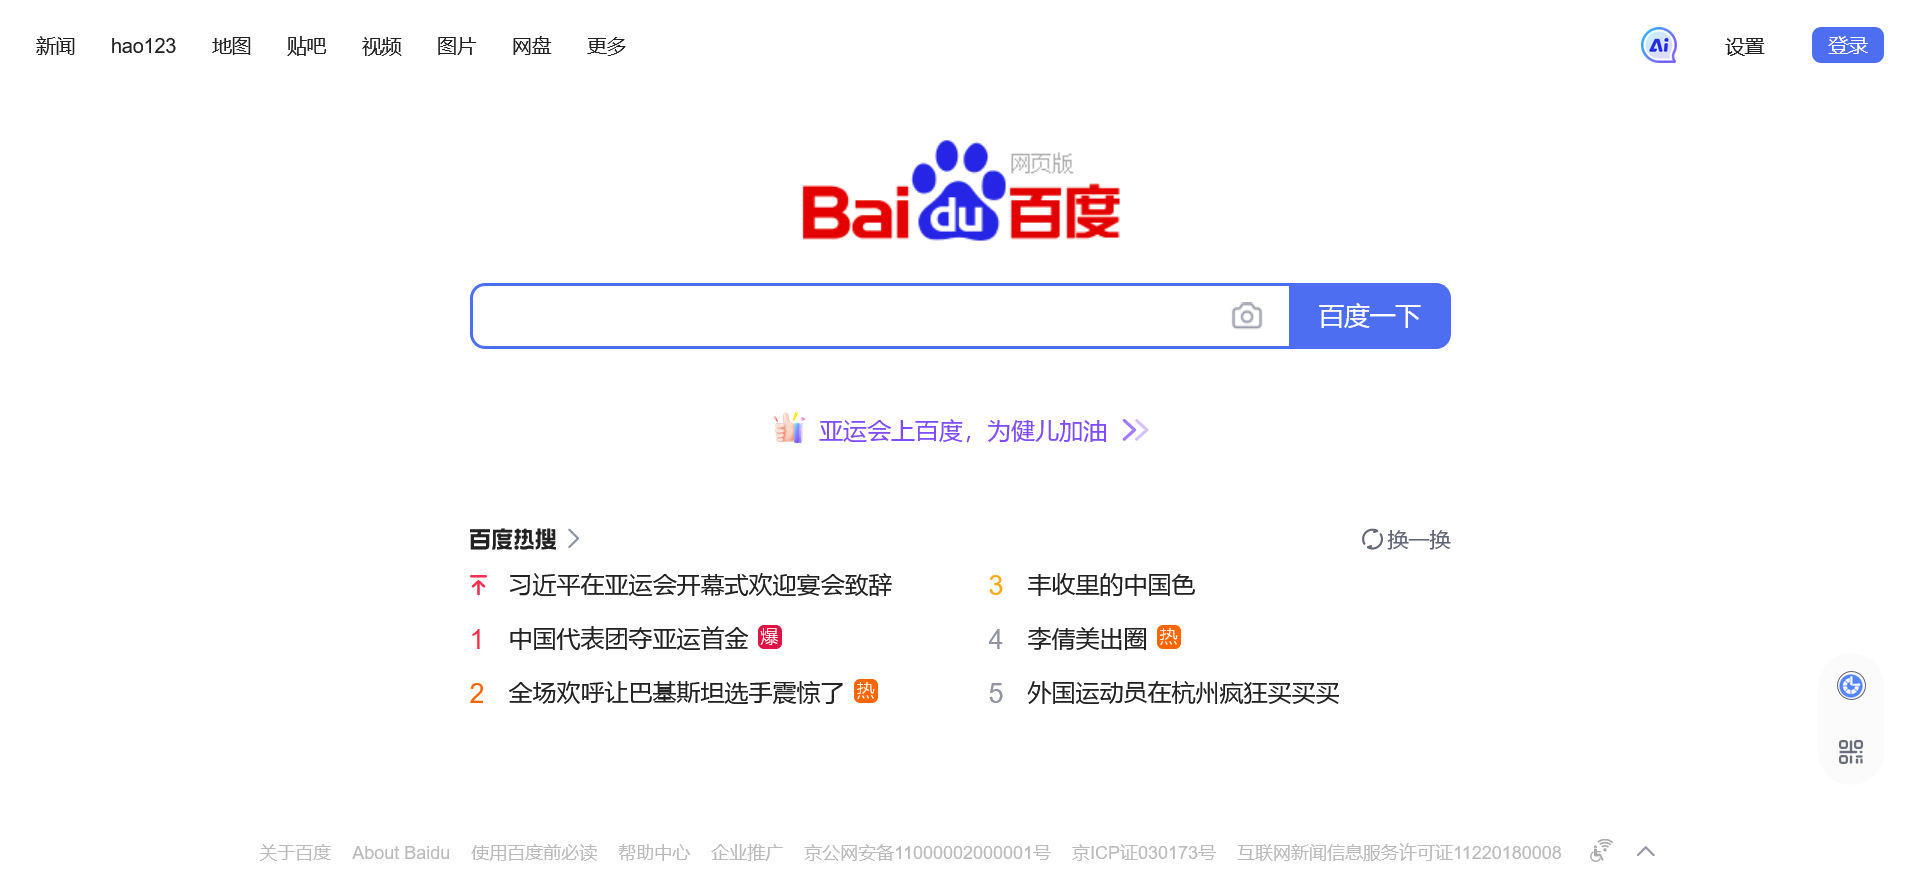 新闻 hao123 地图 贴吧 视频 图片 网盘 更多 Ai 设置 登录
网页版
Bai du 百度
百度一下
亚运会上百度，为健儿加油
百度热搜 换一换
习近平在亚运会开幕式欢迎宴会致辞
1 中国代表团夺亚运首金 爆
2 全场欢呼让巴基斯坦选手震惊了 热
3 丰收里的中国色
4 李倩美出圈 热
5 外国运动员在杭州疯狂买买买
关于百度 About Baidu 使用百度前必读 帮助中心 企业推广 京公网安备11000002000001号 京ICP证030173号 互联网新闻信息服务许可证11220180008